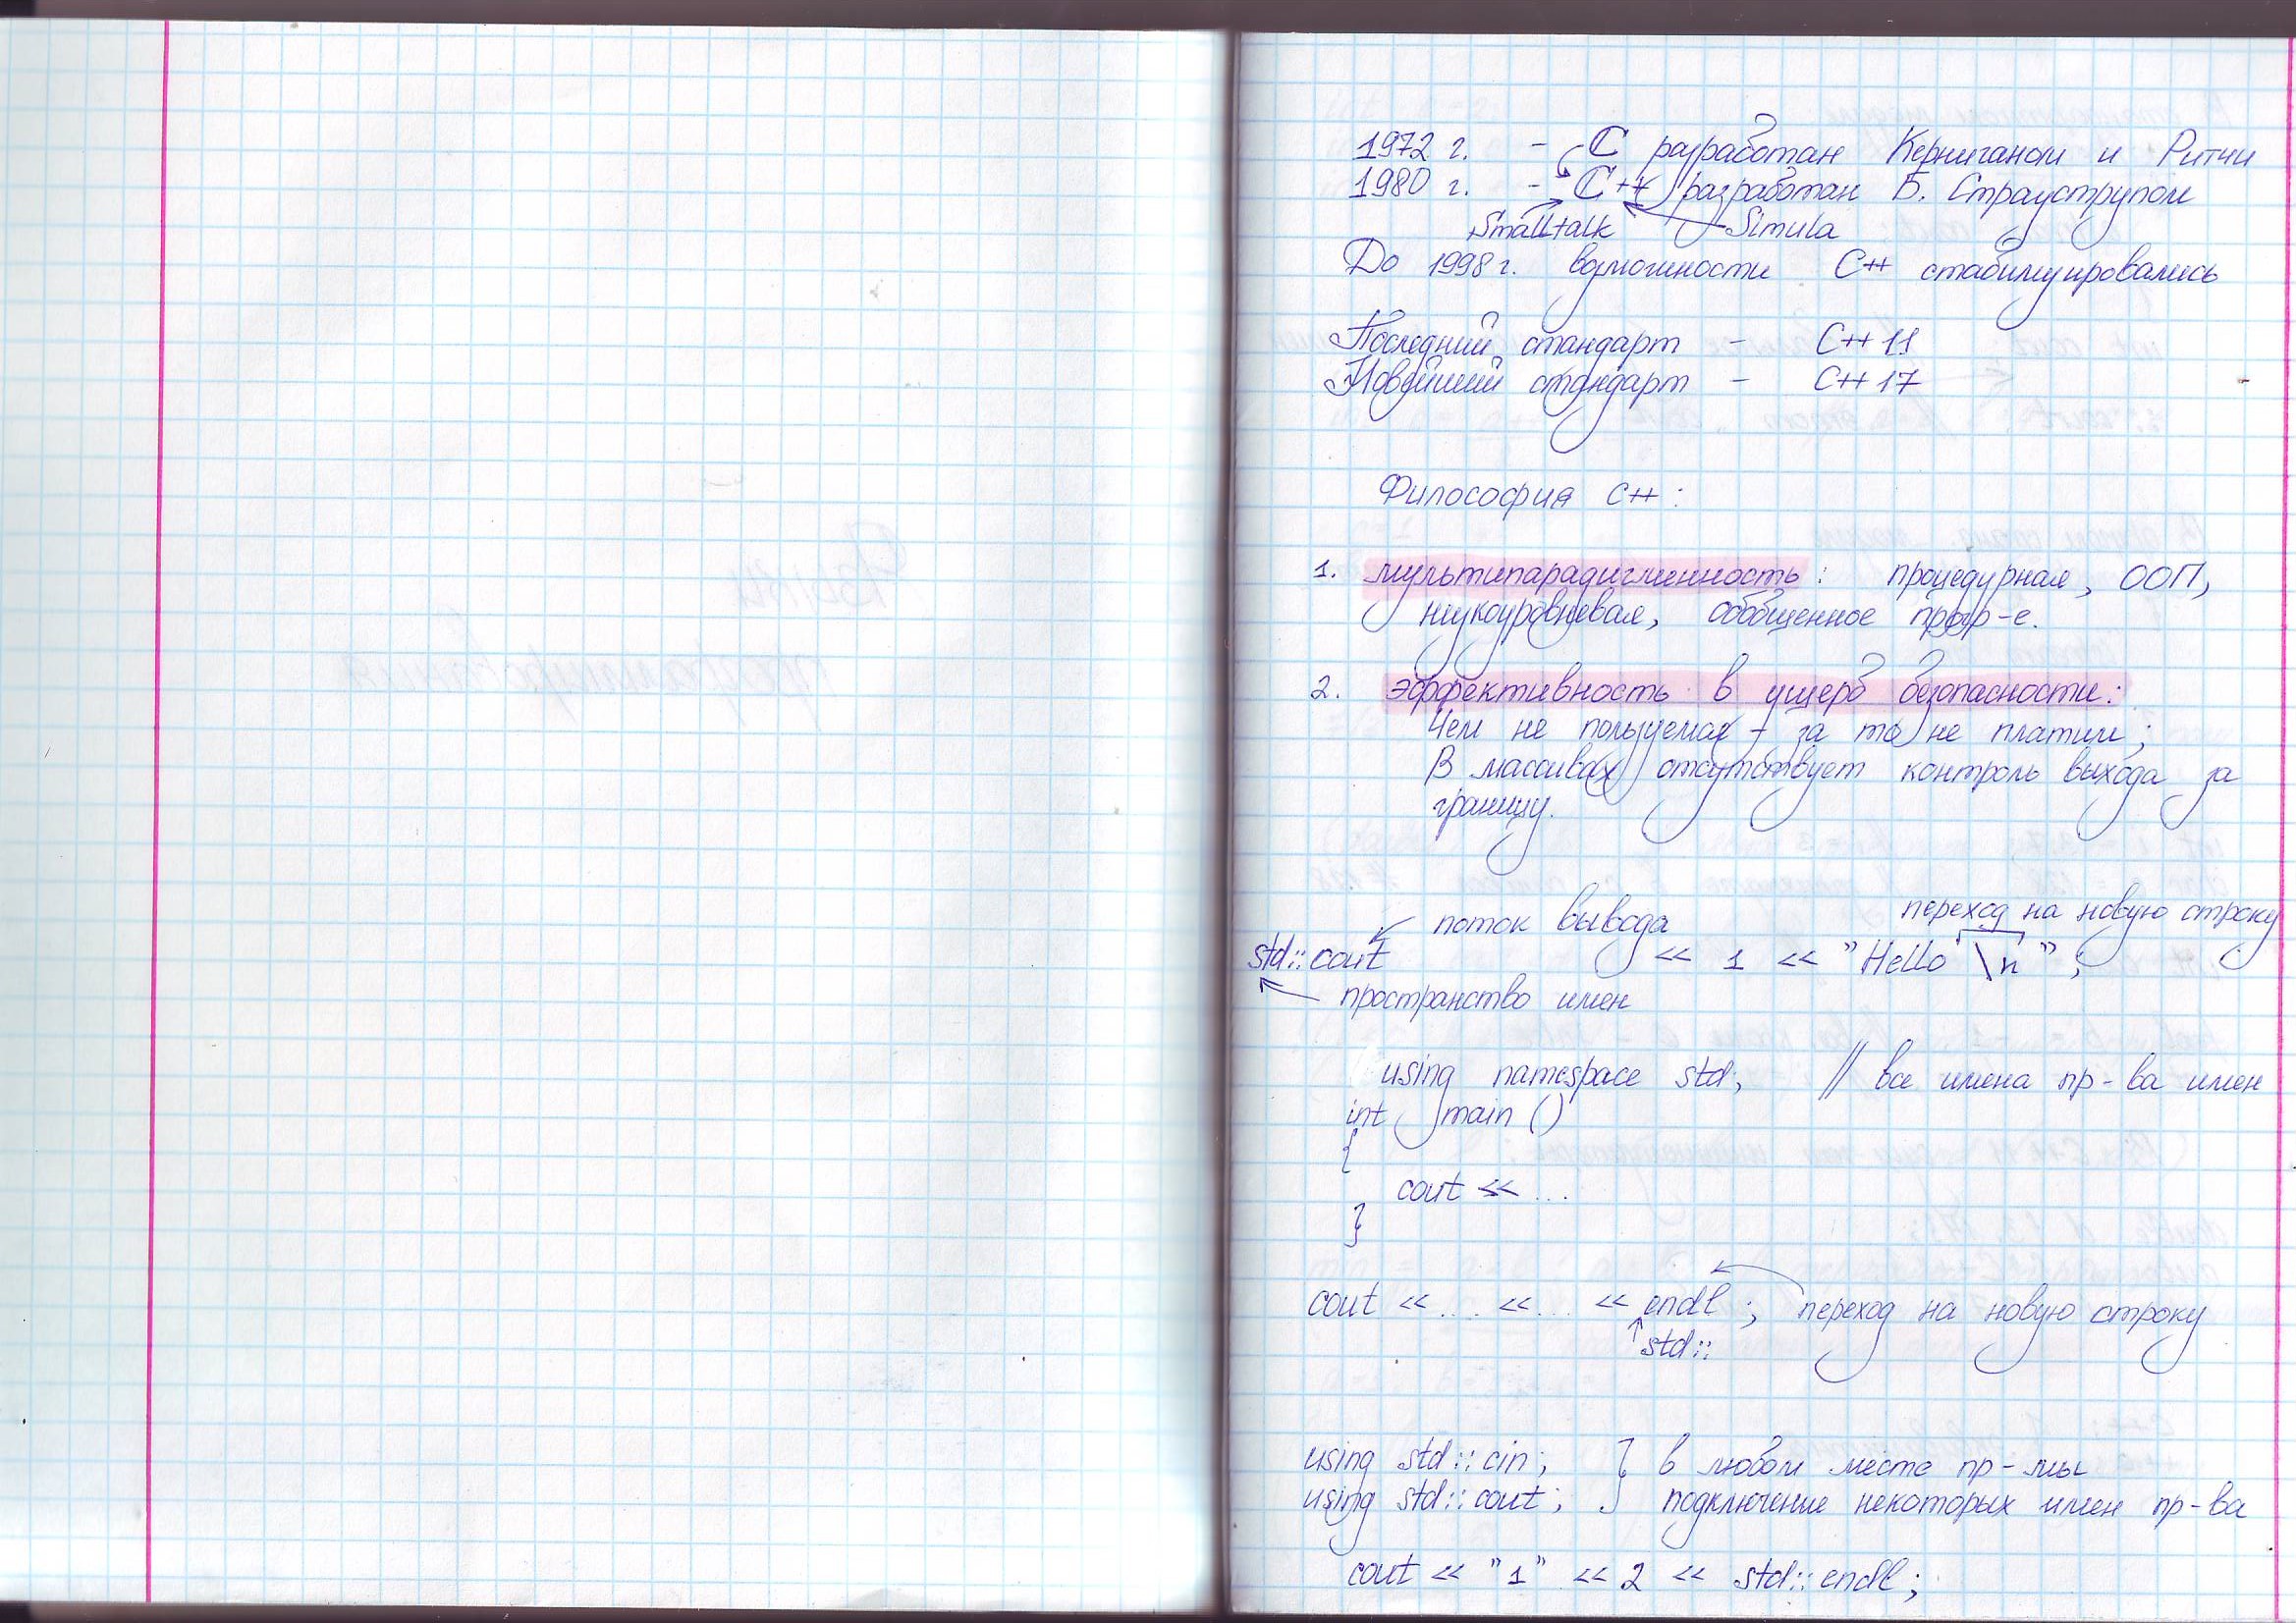 1972 г. - C разработан Керниганом и Ритчи
1980 г. - C++ разработан Б. Страуструпом
Smalltalk Simula
До 1998 г. возможности C++ стабилизировались
Последний стандарт - C++ 11
Новейший стандарт - C++ 17
Философия C++ :
1. мультипарадигменность : процедурная, ООП,
низкоуровневая, обобщенное прогр-е.
2. эффективность в ущерб безопасности:
Чем не пользуемся - за то не платим;
В массивах отсутствует контроль выхода за
границу.
поток вывода переход на новую строку
std::cout << 1 << "Hello \n" ;
пространство имен
using namespace std; // все имена пр-ва имен
int main ()
{
cout << ...
}
cout << ... << ... << endl ; переход на новую строку
std::
using std::cin; } в любом месте пр-мы
using std::cout; подключение некоторых имен пр-ва
cout << "1" << 2 << std::endl;